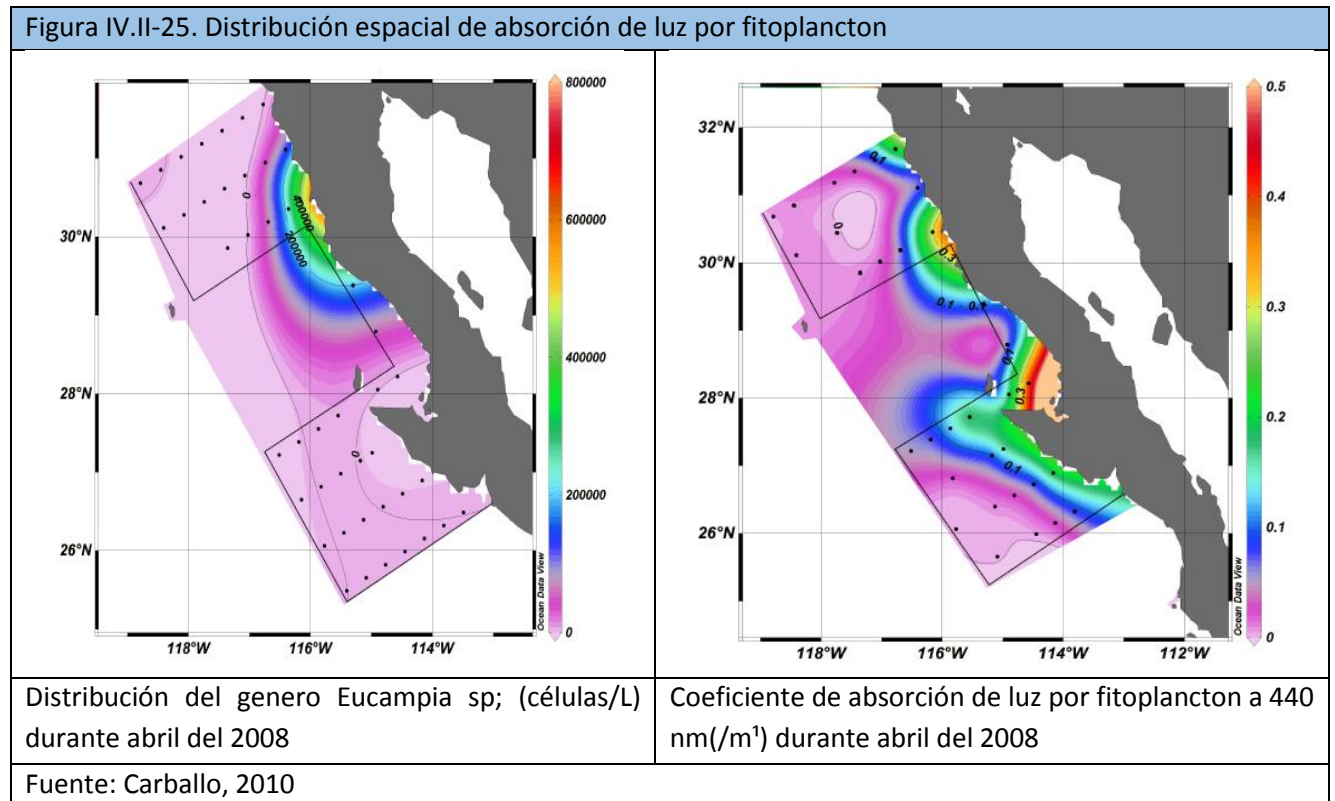 Figura IV.II-25. Distribución espacial de absorción de luz por fitoplancton
800000
600000
400000
200000
0
30°N
28°N
26°N
118°W 116°W 114°W
0
400000
200000
0
Ocean Data View
0.5
0.4
0.3
0.2
0.1
0
32°N
30°N
28°N
26°N
118°W 116°W 114°W 112°W
0.1
0
0.3
0.1
0.1
0.3
0.1
Ocean Data View
Distribución del genero Eucampia sp; (células/L)
durante abril del 2008
Coeficiente de absorción de luz por fitoplancton a 440
nm(/m¹) durante abril del 2008
Fuente: Carballo, 2010